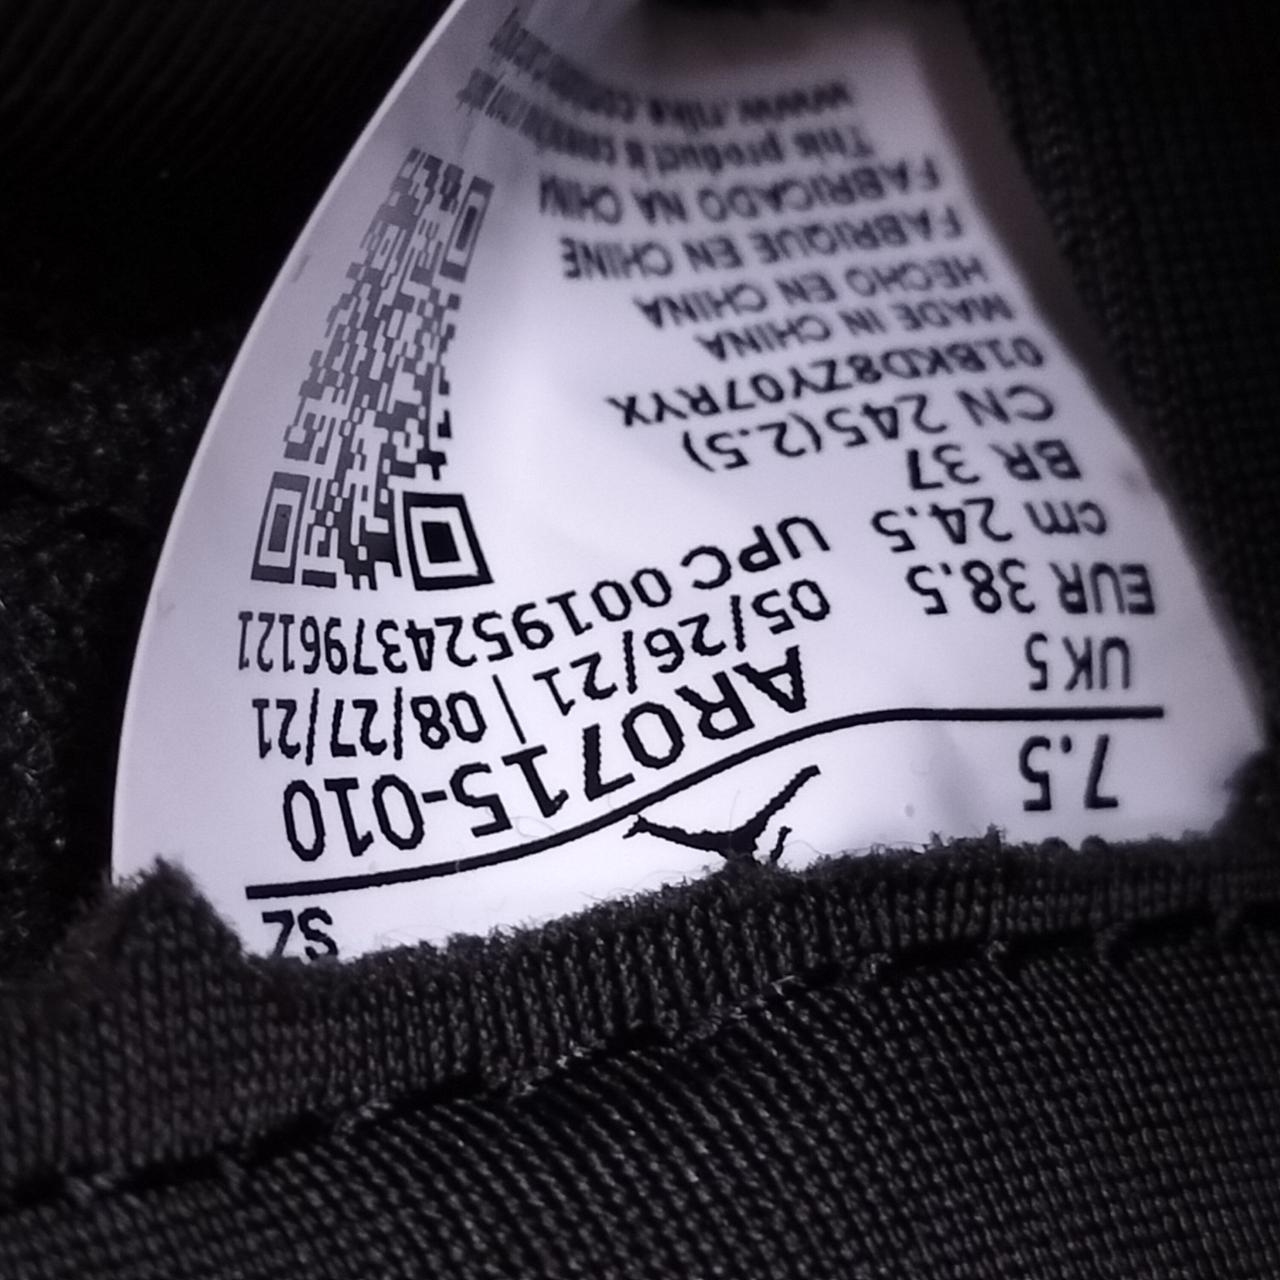 SZ
7.5
AR0715-010
UK 5
05/26/21 | 08/27/21
EUR 38.5
UPC 00195243796121
cm 24.5
BR 37
CN 245(2.5)
01BKD8ZY07RYX
MADE IN CHINA
HECHO EN CHINA
FABRIQUE EN CHINE
FABRICADO NA CHIN
This product is
www.nike.com